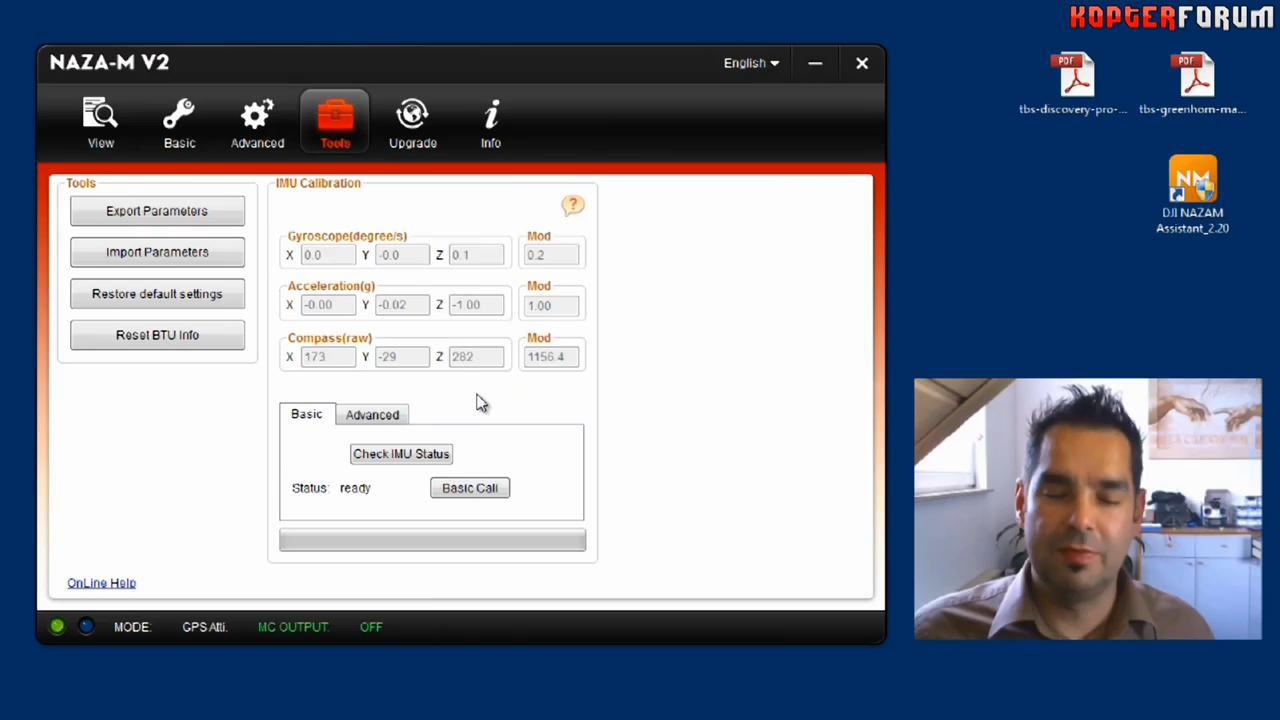 KOPTERFORUM
NAZA-M V2
English
View
Basic
Advanced
Tools
Upgrade
Info
PDF
tbs-discovery-pro-...
PDF
tbs-greenhorn-ma...
NM
DJI NAZAM
Assistant_2.20
Tools
Export Parameters
Import Parameters
Restore default settings
Reset BTU Info
IMU Calibration
?
Gyroscope(degree/s) Mod
X 0.0 Y -0.0 Z 0.1 0.2
Acceleration(g) Mod
X -0.00 Y -0.02 Z -1.00 1.00
Compass(raw) Mod
X 173 Y -29 Z 282 1156.4
Basic Advanced
Check IMU Status
Status: ready Basic Cali
OnLine Help
MODE: GPS Atti. MC OUTPUT: OFF